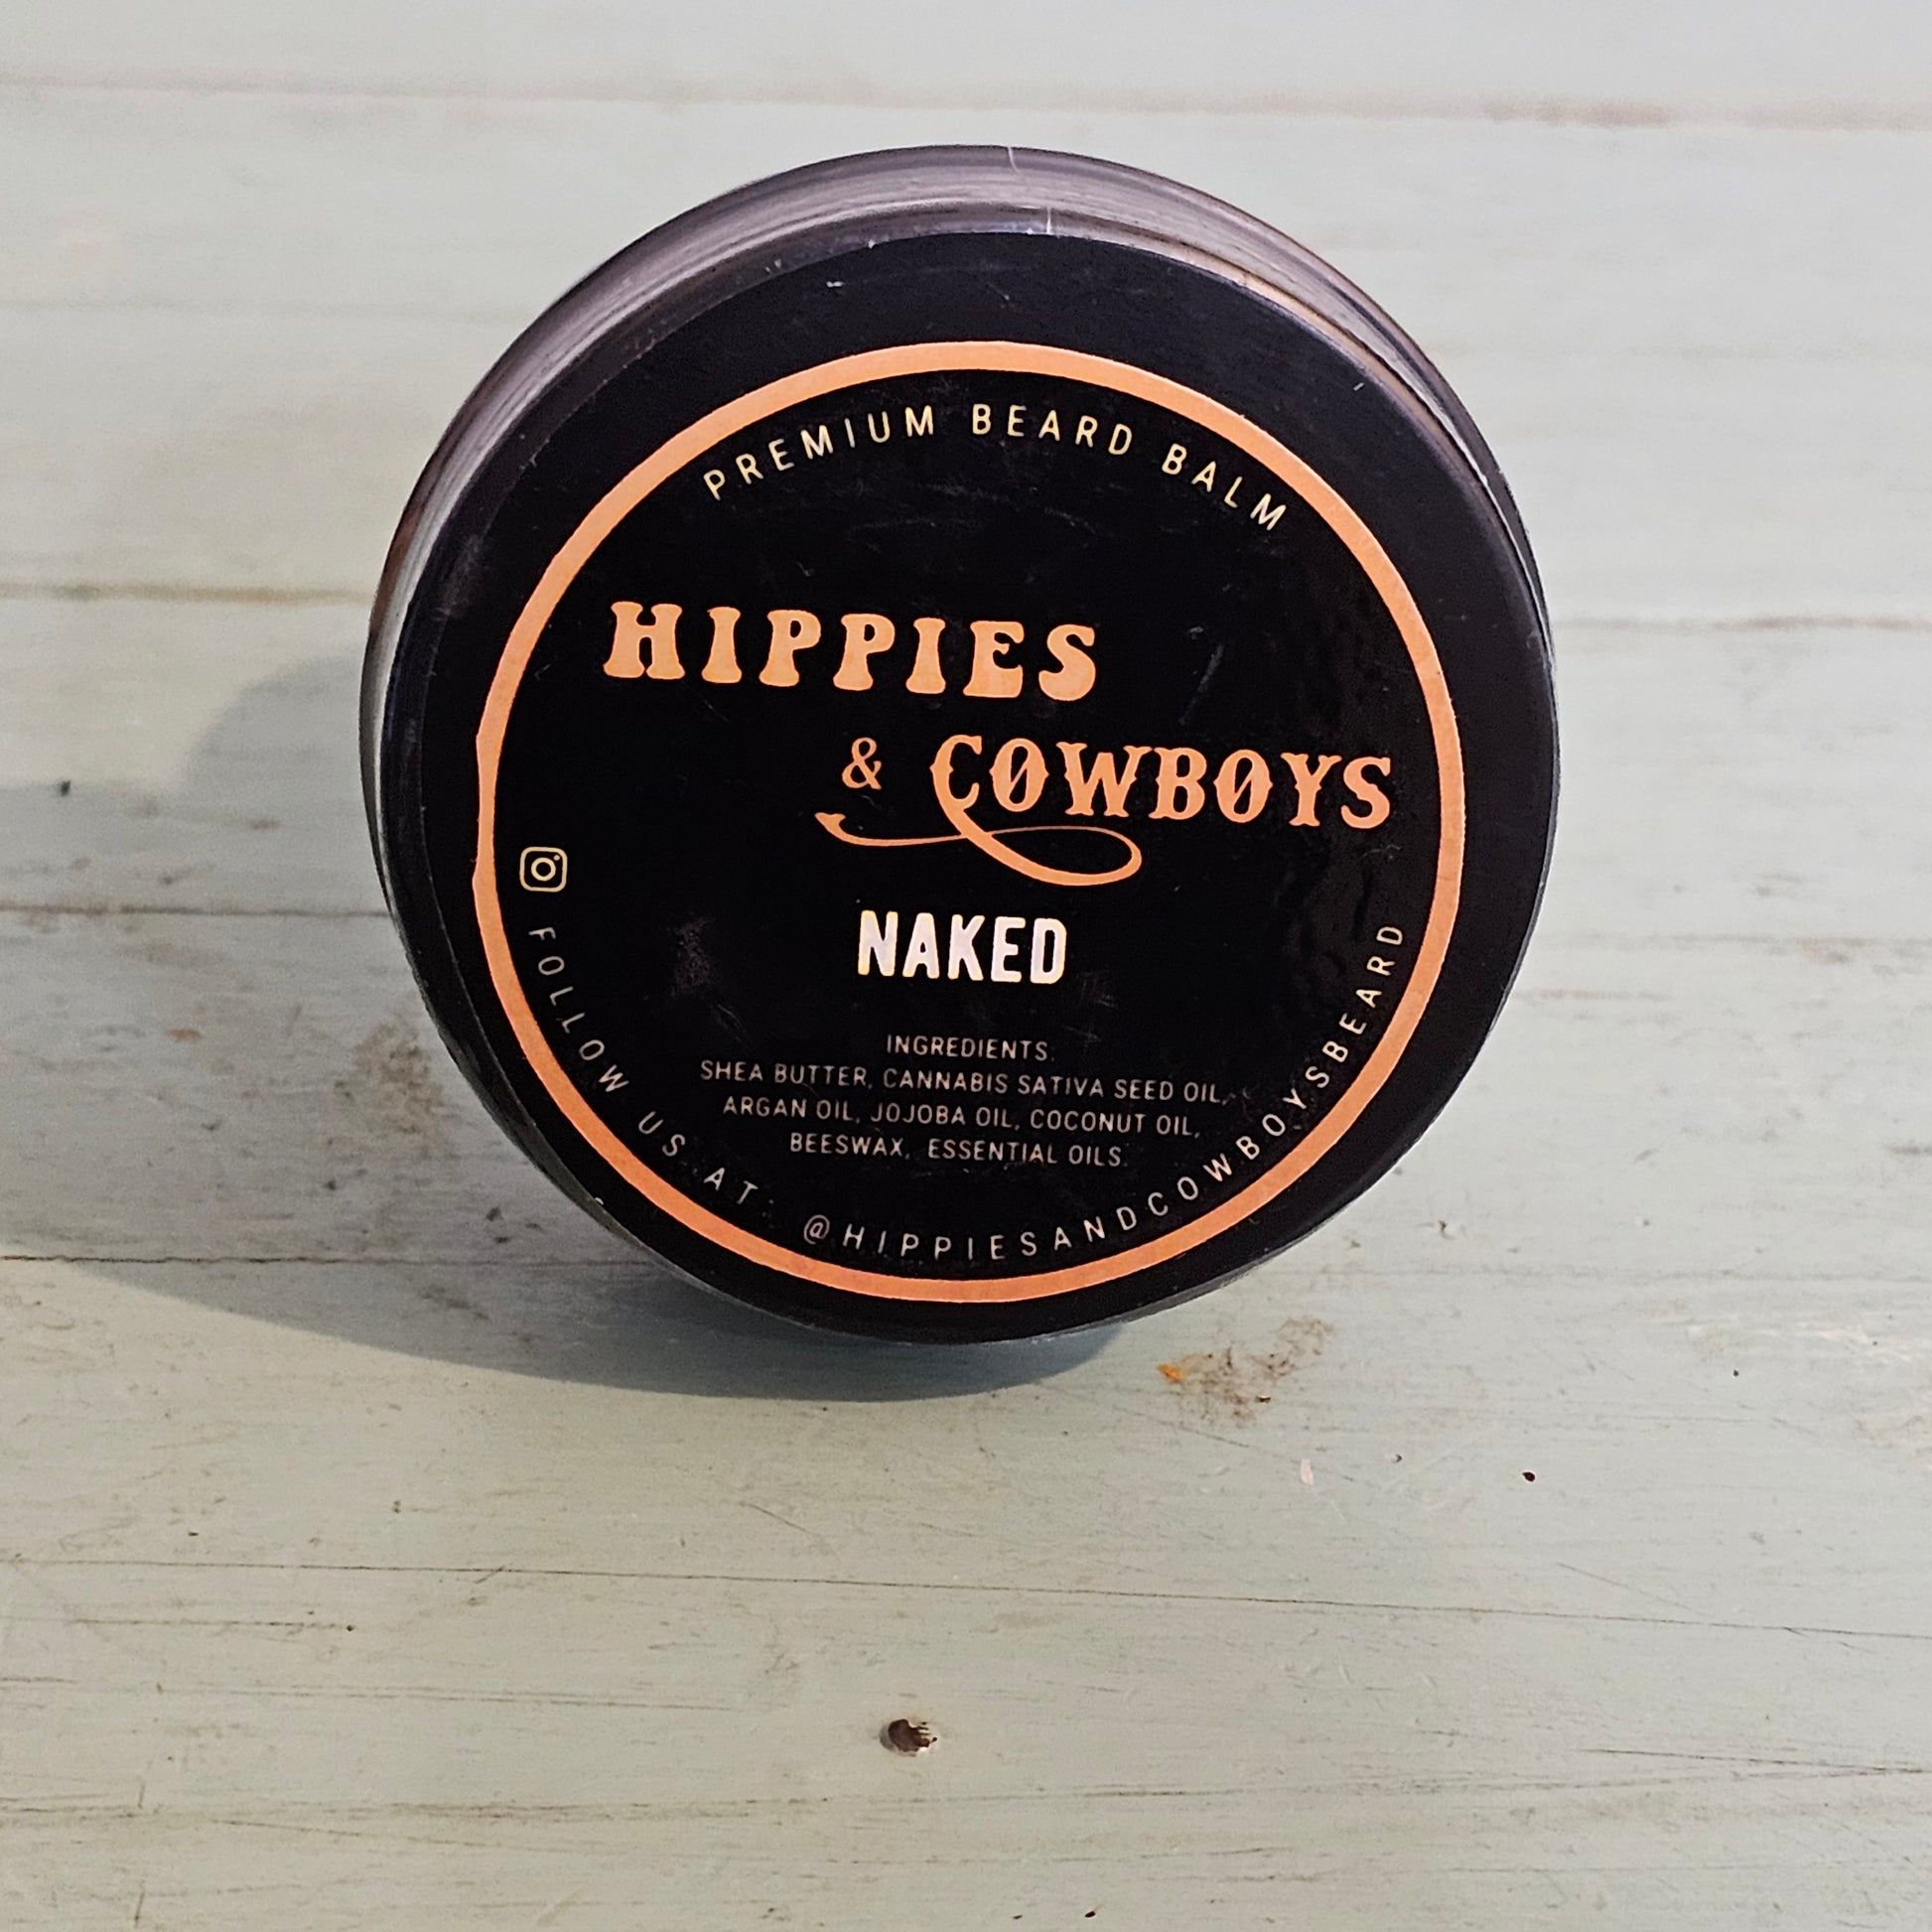 PREMIUM BEARD BALM
HIPPIES
& COWBOYS
NAKED
INGREDIENTS:
SHEA BUTTER, CANNABIS SATIVA SEED OIL,
ARGAN OIL, JOJOBA OIL, COCONUT OIL,
BEESWAX, ESSENTIAL OILS.
FOLLOW US AT: @HIPPIESANDCOWBOYSBEARD